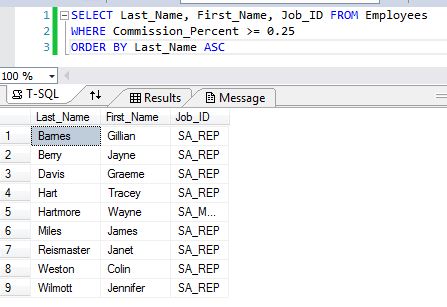 1 SELECT Last_Name, First_Name, Job_ID FROM Employees
2 WHERE Commission_Percent >= 0.25
3 ORDER BY Last_Name ASC
100 %
T-SQL Results Message
Last_Name First_Name Job_ID
1 Barnes Gillian SA_REP
2 Berry Jayne SA_REP
3 Davis Graeme SA_REP
4 Hart Tracey SA_REP
5 Hartmore Wayne SA_M...
6 Miles James SA_REP
7 Reismaster Janet SA_REP
8 Weston Colin SA_REP
9 Wilmott Jennifer SA_REP